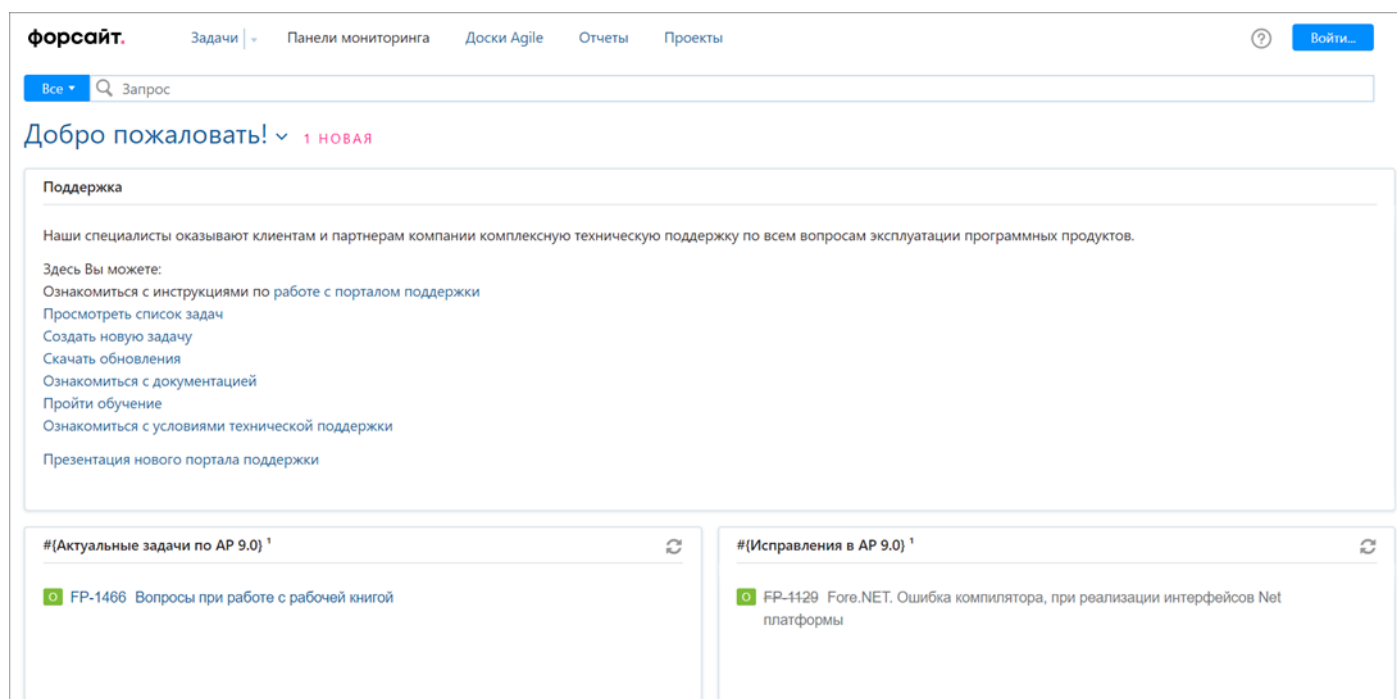 форсайт.
Задачи
Панели мониторинга
Доски Agile
Отчеты
Проекты
?
Войти...
Все
Запрос
Добро пожаловать!
1 НОВАЯ
Поддержка
Наши специалисты оказывают клиентам и партнерам компании комплексную техническую поддержку по всем вопросам эксплуатации программных продуктов.
Здесь Вы можете:
Ознакомиться с инструкциями по работе с порталом поддержки
Просмотреть список задач
Создать новую задачу
Скачать обновления
Ознакомиться с документацией
Пройти обучение
Ознакомиться с условиями технической поддержки
Презентация нового портала поддержки
#{Актуальные задачи по AP 9.0} 1
О FP-1466 Вопросы при работе с рабочей книгой
#{Исправления в AP 9.0} 1
О FP-1129 Fore.NET. Ошибка компилятора, при реализации интерфейсов Net
платформы